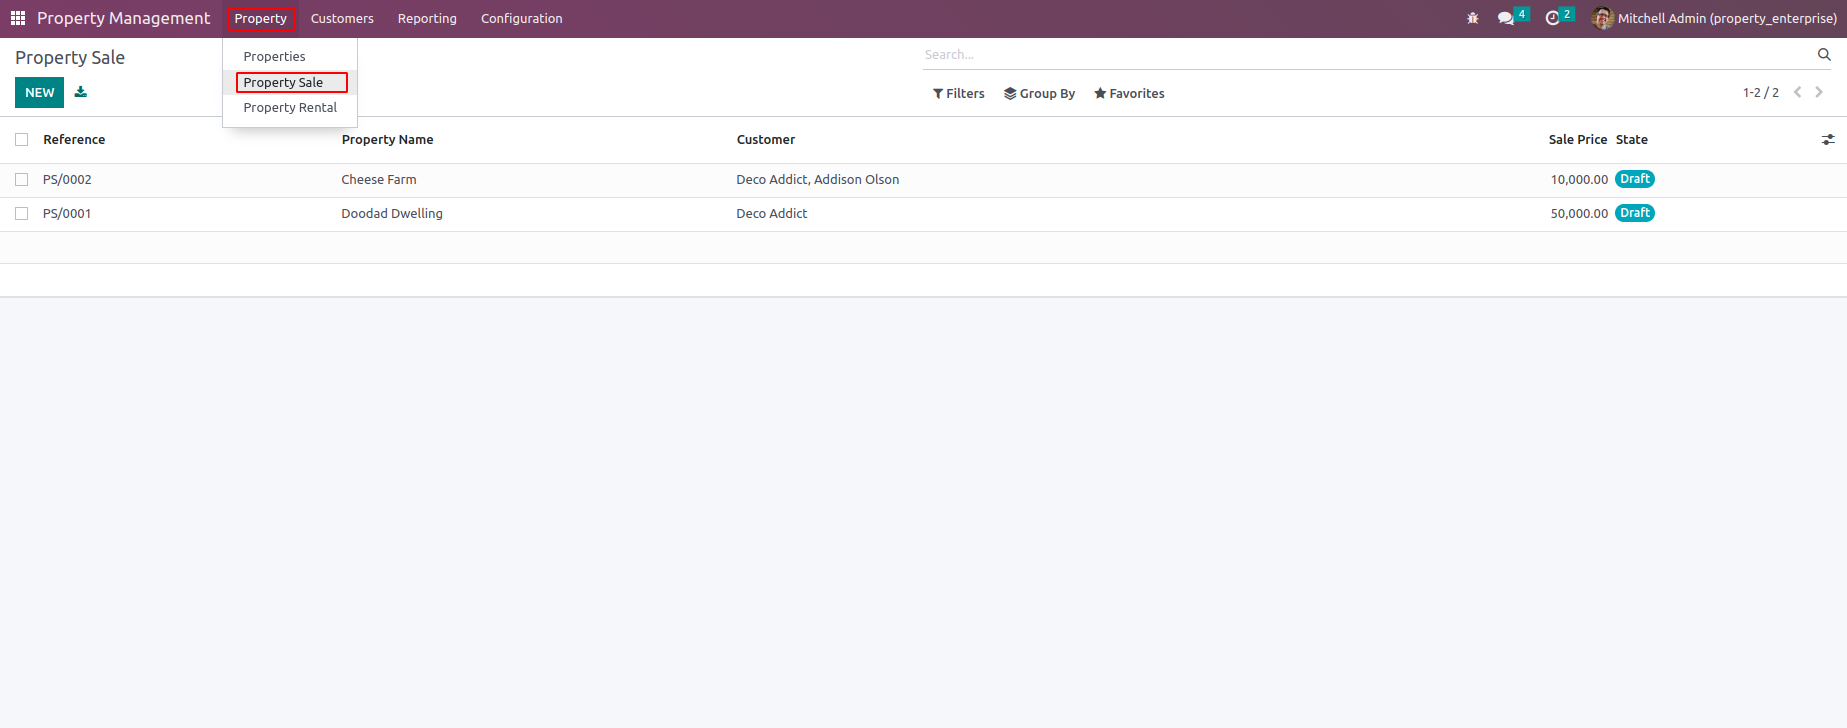 Property Management Property Customers Reporting Configuration 4 2 Mitchell Admin (property_enterprise)
Property Sale Search...
Properties
Property Sale
Property Rental
NEW Filters Group By Favorites 1-2 / 2
Reference Property Name Customer Sale Price State
PS/0002 Cheese Farm Deco Addict, Addison Olson 10,000.00 Draft
PS/0001 Doodad Dwelling Deco Addict 50,000.00 Draft